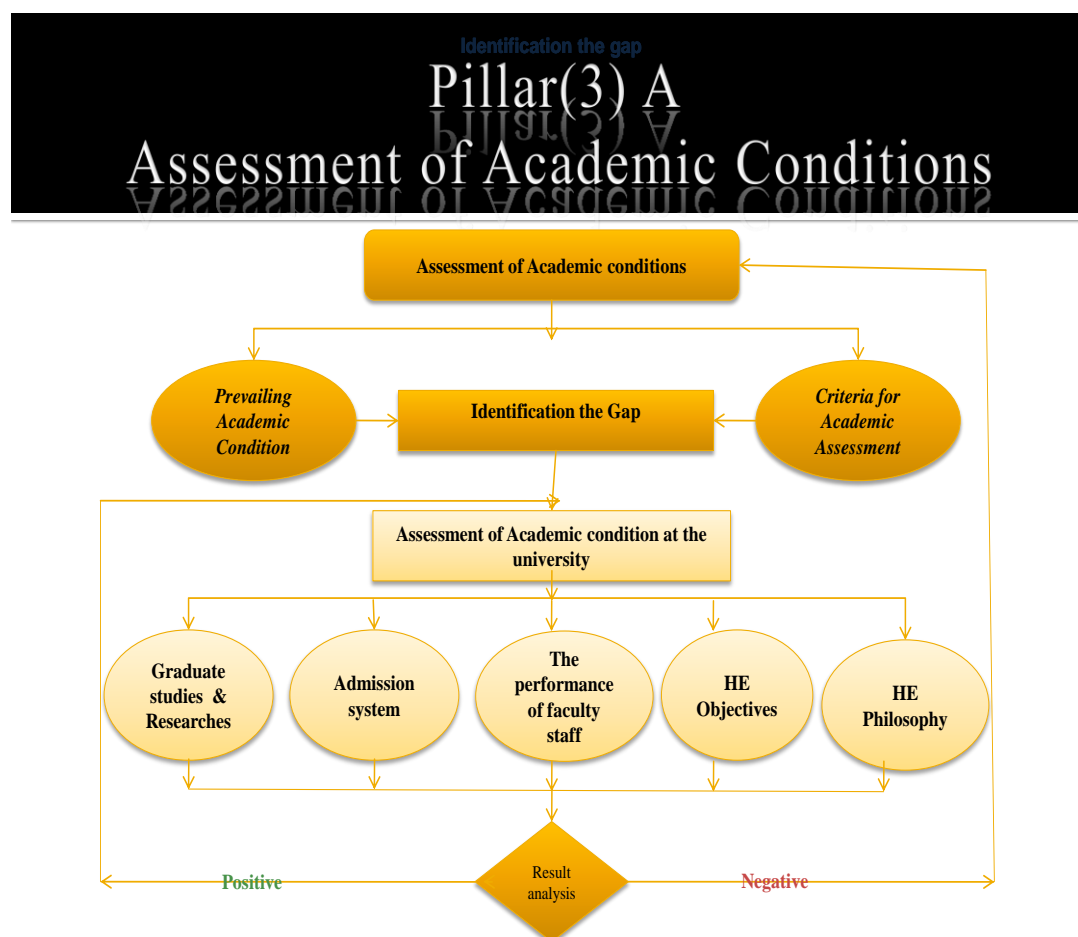 Identification the gap
Pillar(3) A
Assessment of Academic Conditions
Assessment of Academic conditions
Prevailing
Academic
Condition
Identification the Gap
Criteria for
Academic
Assessment
Assessment of Academic condition at the
university
Graduate
studies &
Researches
Admission
system
The
performance
of faculty
staff
HE
Objectives
HE
Philosophy
Positive
Result
analysis
Negative